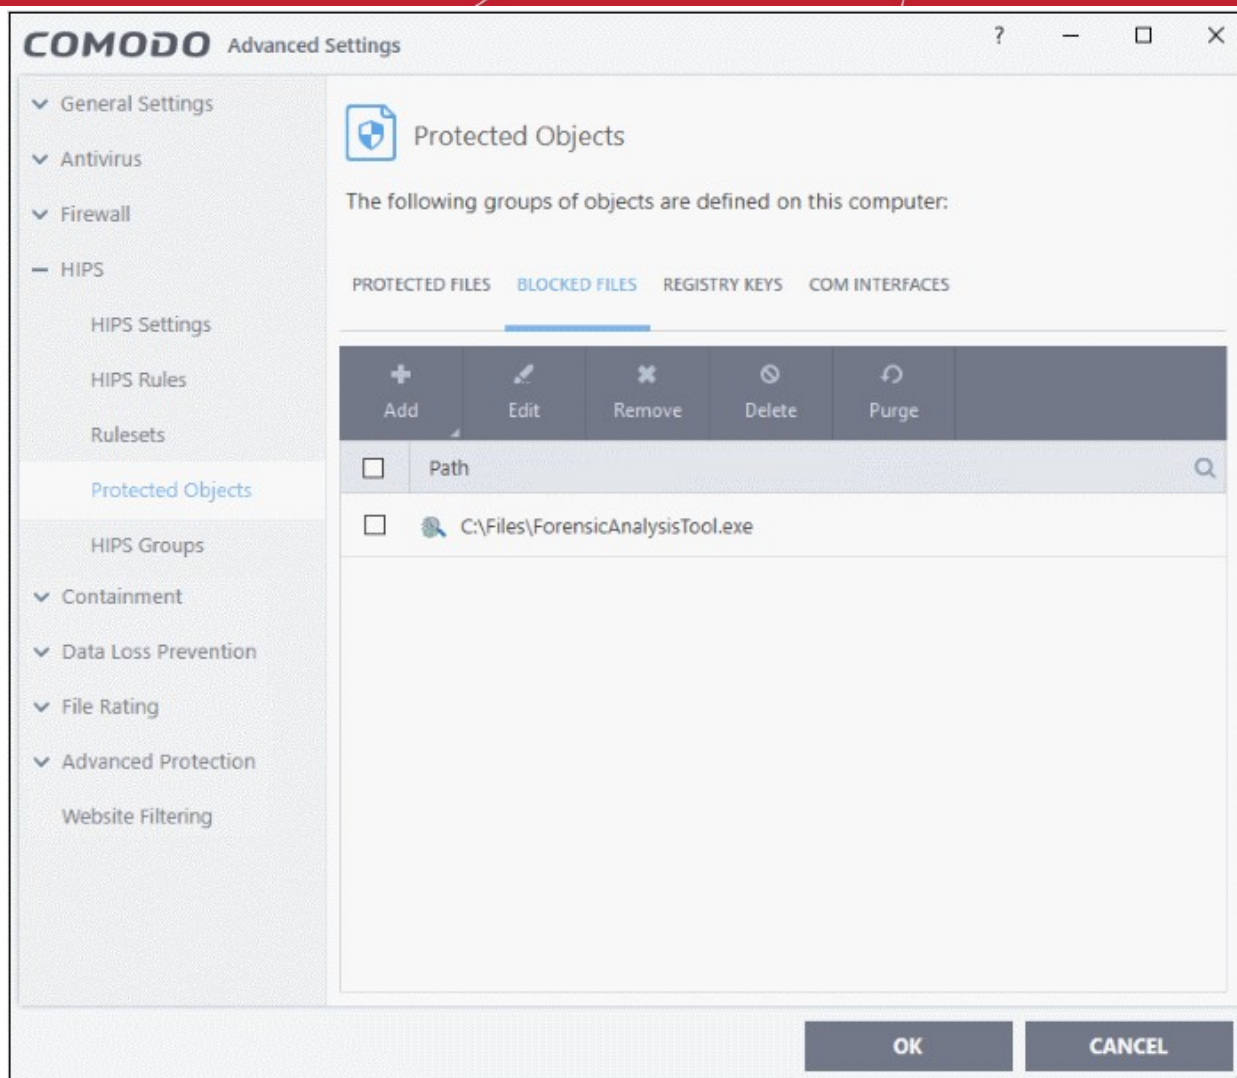 COMODO Advanced Settings ?
General Settings
Antivirus
Firewall
HIPS
HIPS Settings
HIPS Rules
Rulesets
Protected Objects
HIPS Groups
Containment
Data Loss Prevention
File Rating
Advanced Protection
Website Filtering
Protected Objects
The following groups of objects are defined on this computer:
PROTECTED FILES BLOCKED FILES REGISTRY KEYS COM INTERFACES
Add Edit Remove Delete Purge
Path
C:\Files\ForensicAnalysisTool.exe
OK CANCEL